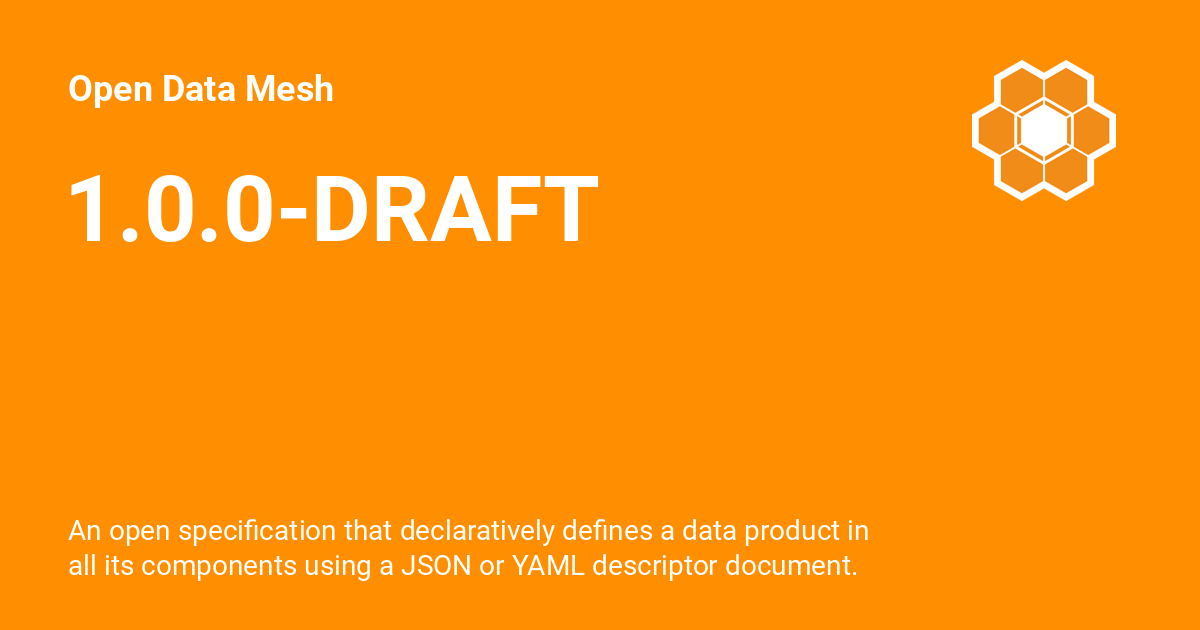 Open Data Mesh
1.0.0-DRAFT
An open specification that declaratively defines a data product in
all its components using a JSON or YAML descriptor document.